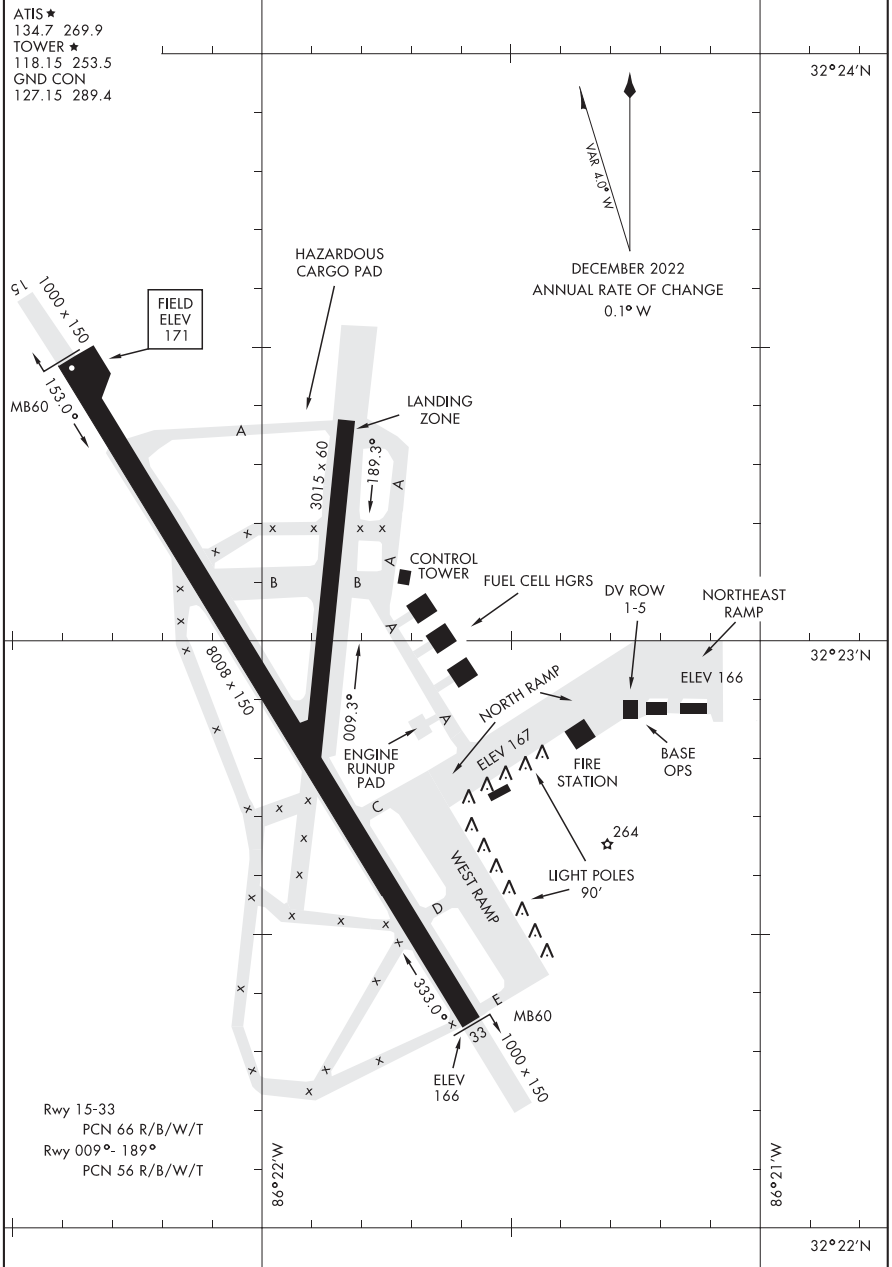 ATIS ★
134.7 269.9
TOWER ★
118.15 253.5
GND CON
127.15 289.4
32°24'N
VAR 4.0° W
DECEMBER 2022
ANNUAL RATE OF CHANGE
0.1° W
HAZARDOUS
CARGO PAD
15
1000 x 150
FIELD
ELEV
171
MB60
153.0°
LANDING
ZONE
A
3015 x 60
189.3°
A
x x x x x x
A
CONTROL
TOWER
B
B
FUEL CELL HGRS
DV ROW
1-5
NORTHEAST
RAMP
x
x
A
32°23'N
x
8008 x 150
009.3°
ELEV 166
NORTH RAMP
A
x
ENGINE
RUNUP
PAD
ELEV 167
FIRE
STATION
BASE
OPS
C
x x x
x
264
WEST RAMP
x
LIGHT POLES
90'
x
D
x x x
x
333.0°
x
x
E
MB60
x
33
1000 x 150
x
x
x
x
ELEV
166
Rwy 15-33
PCN 66 R/B/W/T
Rwy 009°- 189°
PCN 56 R/B/W/T
86°22'W
86°21'W
32°22'N